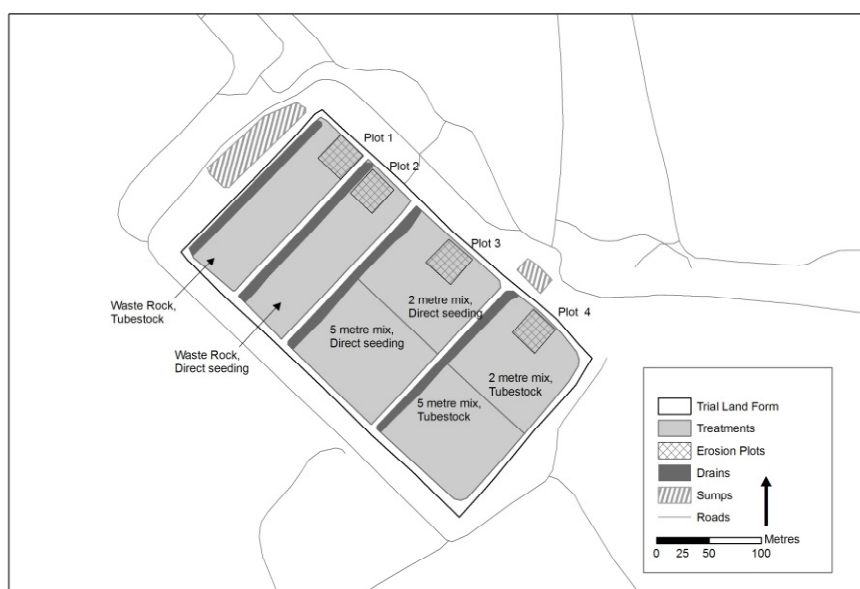 Plot 1
Plot 2
Plot 3
Plot 4
Waste Rock,
Tubestock
Waste Rock,
Direct seeding
2 metre mix,
Direct seeding
5 metre mix,
Direct seeding
2 metre mix,
Tubestock
5 metre mix,
Tubestock
Trial Land Form
Treatments
Erosion Plots
Drains
Sumps
Roads
Metres
0 25 50 100